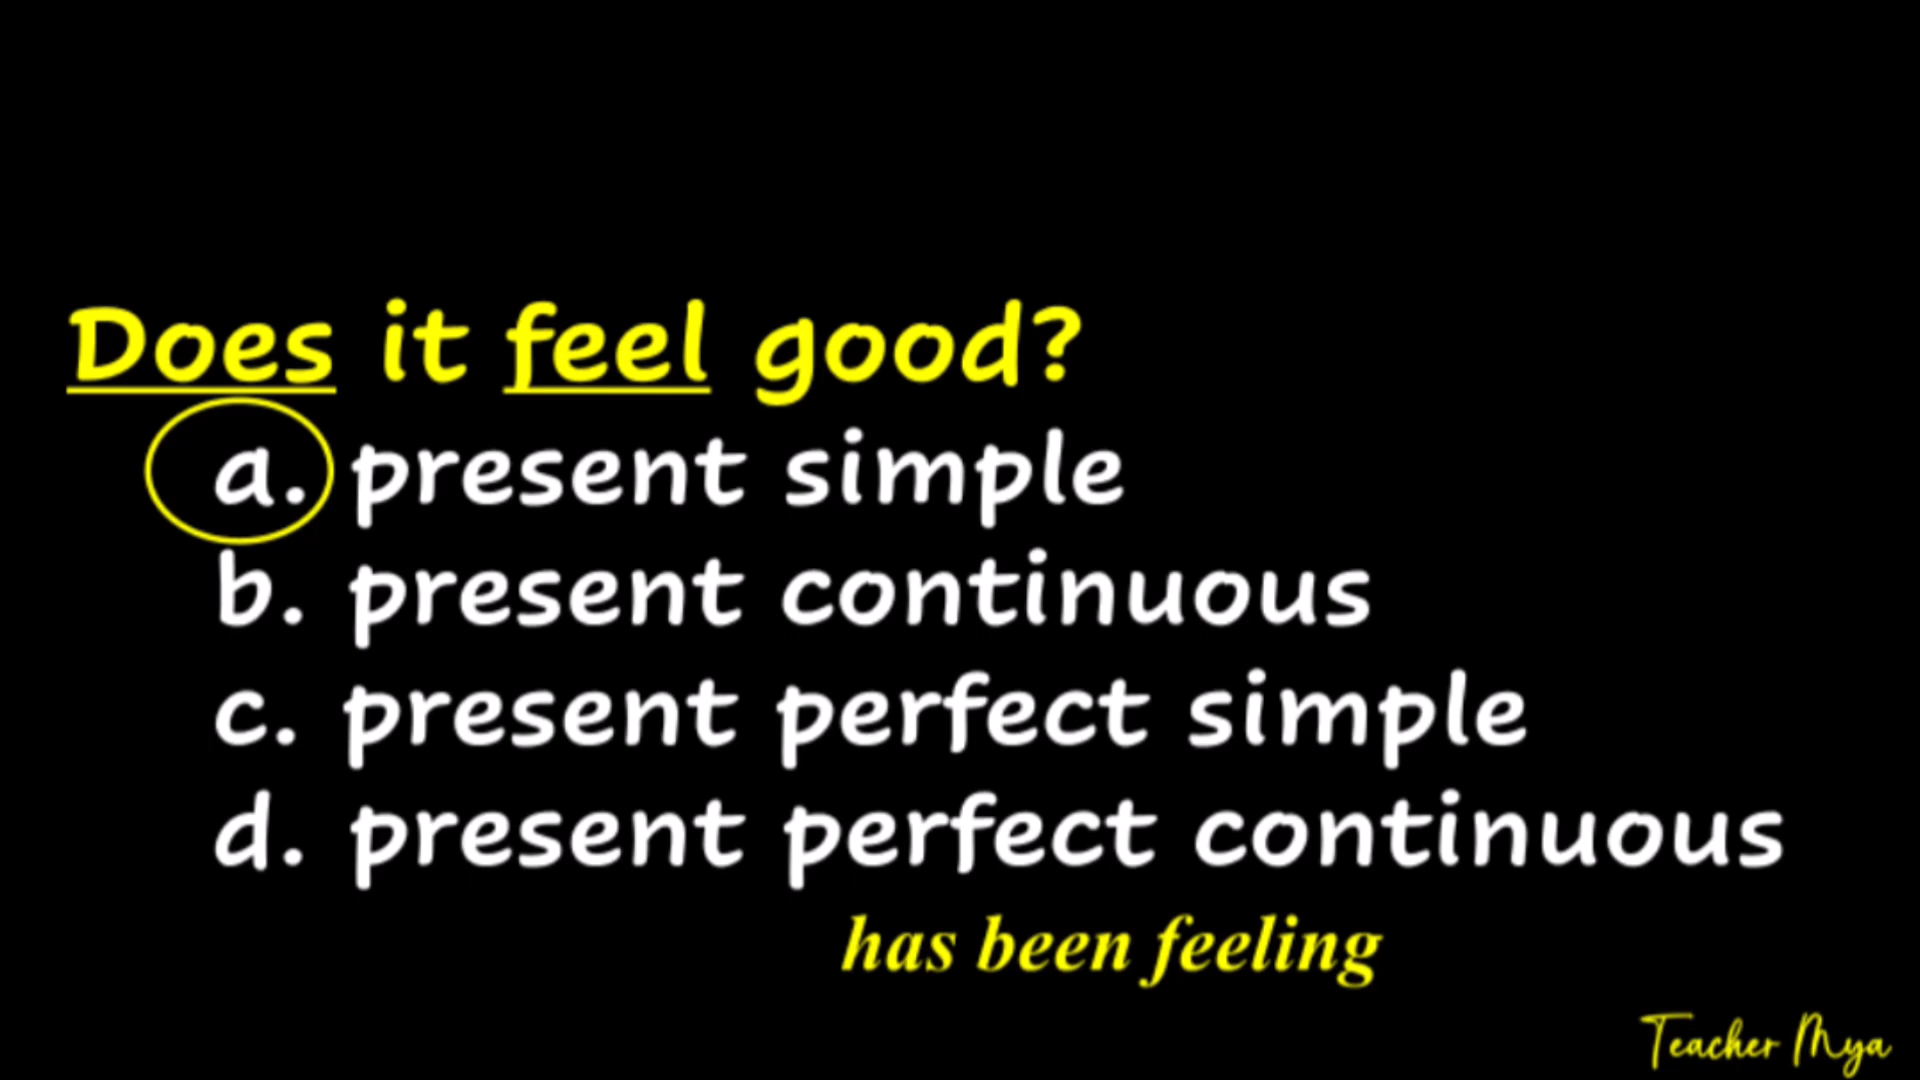 Does it feel good?
a. present simple
b. present continuous
c. present perfect simple
d. present perfect continuous
has been feeling
Teacher Mya